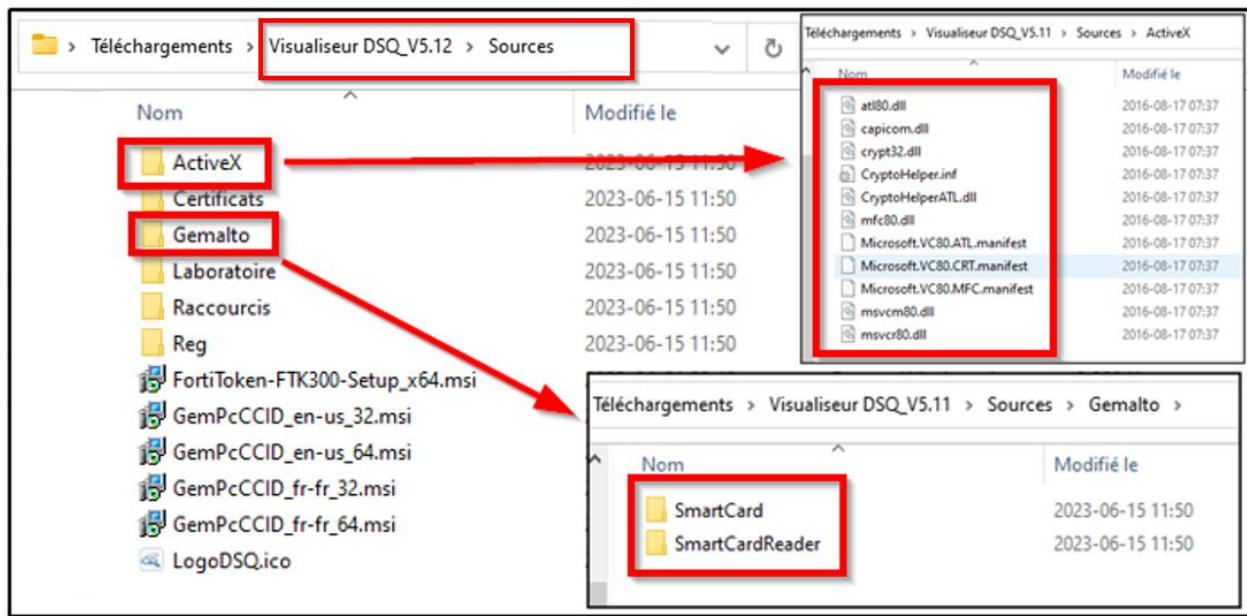 Téléchargements > Visualiseur DSQ_V5.12 > Sources
Nom Modifié le
ActiveX 2023-06-15 11:50
Certificats 2023-06-15 11:50
Gemalto 2023-06-15 11:50
Laboratoire 2023-06-15 11:50
Raccourcis 2023-06-15 11:50
Reg 2023-06-15 11:50
FortiToken-FTK300-Setup_x64.msi
GemPcCCID_en-us_32.msi
GemPcCCID_en-us_64.msi
GemPcCCID_fr-fr_32.msi
GemPcCCID_fr-fr_64.msi
LogoDSQ.ico
Téléchargements > Visualiseur DSQ_V5.11 > Sources > ActiveX
Nom Modifié le
atl80.dll 2016-08-17 07:37
capicom.dll 2016-08-17 07:37
crypt32.dll 2016-08-17 07:37
CryptoHelper.inf 2016-08-17 07:37
CryptoHelperATL.dll 2016-08-17 07:37
mfc80.dll 2016-08-17 07:37
Microsoft.VC80.ATL.manifest 2016-08-17 07:37
Microsoft.VC80.CRT.manifest 2016-08-17 07:37
Microsoft.VC80.MFC.manifest 2016-08-17 07:37
msvcm80.dll 2016-08-17 07:37
msvcr80.dll 2016-08-17 07:37
Téléchargements > Visualiseur DSQ_V5.11 > Sources > Gemalto >
Nom Modifié le
SmartCard 2023-06-15 11:50
SmartCardReader 2023-06-15 11:50